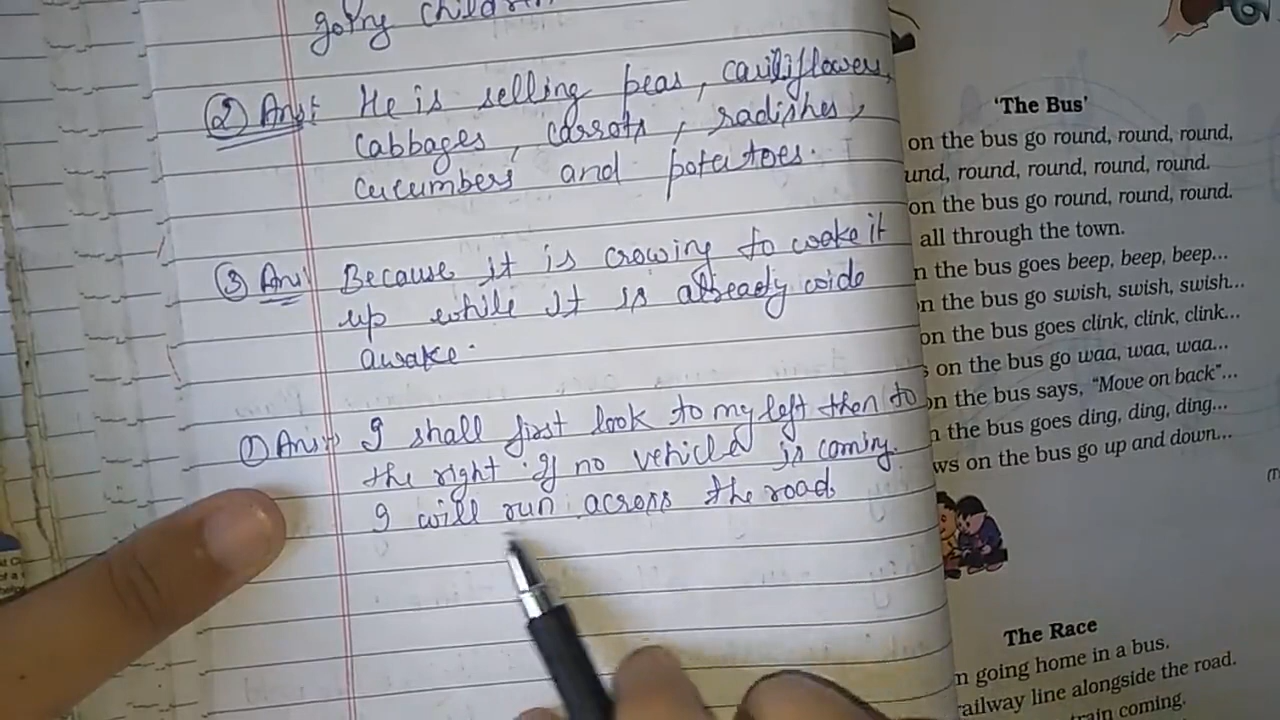 going children
② Ans: He is selling peas, cauliflowers,
cabbages, carrots, radishes,
cucumbers and potatoes.
③ Ans: Because it is crowing to wake it
up while it is already wide
awake.
① Ans: I shall first look to my left then to
the right. If no vehicle is coming.
I will run across the road
'The Bus'
on the bus go round, round, round,
und, round, round, round, round.
on the bus go round, round, round.
all through the town.
n the bus goes beep, beep, beep...
on the bus go swish, swish, swish...
on the bus goes clink, clink, clink...
s on the bus go waa, waa, waa...
on the bus says, "Move on back"...
n the bus goes ding, ding, ding...
ws on the bus go up and down...
The Race
n going home in a bus.
railway line alongside the road.
train coming.